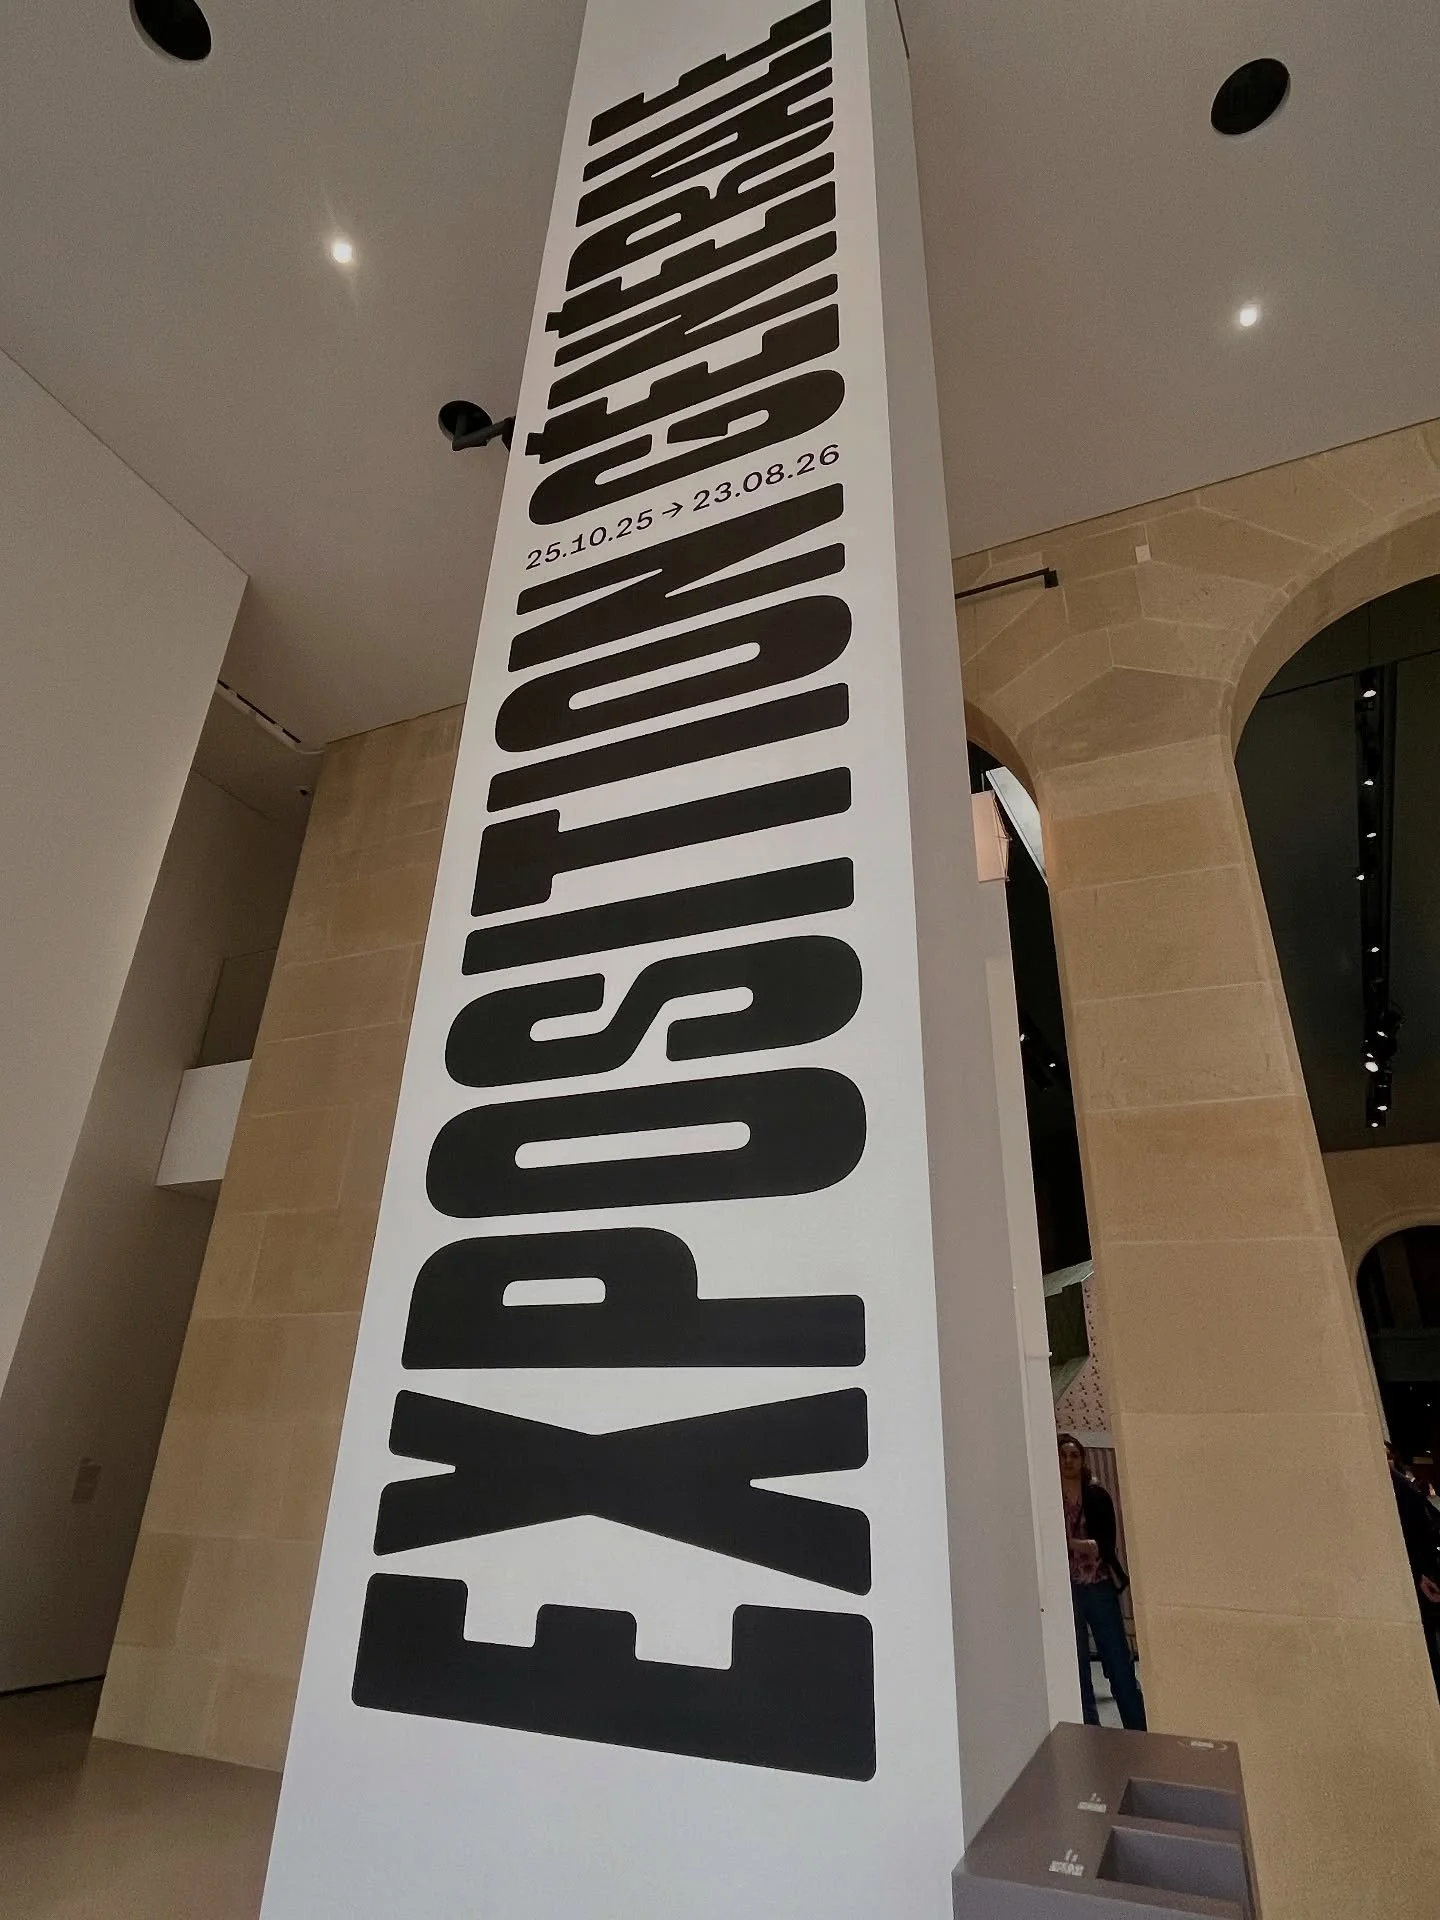 EXPOSITION
25.10.25 → 23.08.26
GÉNÉRALE